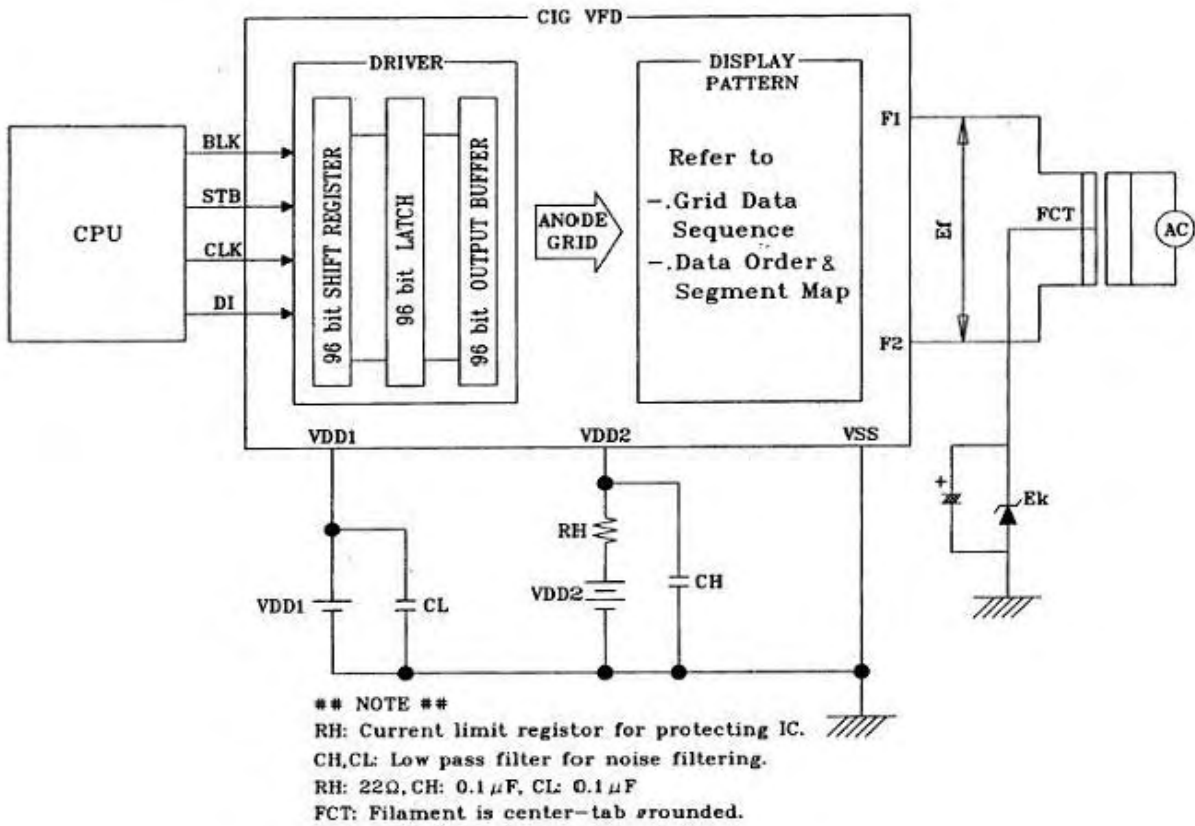 CIG VFD
DRIVER
DISPLAY
PATTERN
CPU
BLK
STB
CLK
DI
96 bit SHIFT REGISTER
96 bit LATCH
96 bit OUTPUT BUFFER
ANODE
GRID
Refer to
-.Grid Data
Sequence
-.Data Order &
Segment Map
F1
F2
Ef
FCT
AC
VDD1
VDD2
VSS
+
Ek
RH
VDD1
CL
VDD2
CH
## NOTE ##
RH: Current limit registor for protecting IC.
CH,CL: Low pass filter for noise filtering.
RH: 22Ω, CH: 0.1μF, CL: 0.1μF
FCT: Filament is center-tab grounded.